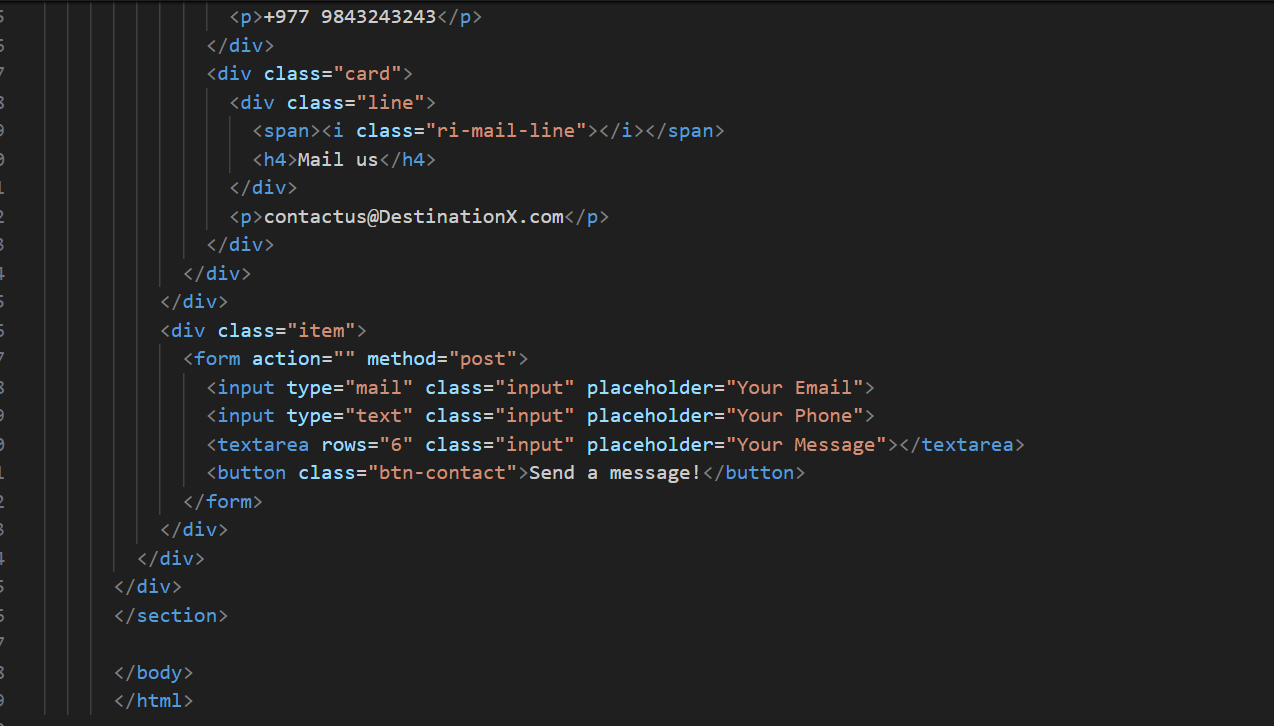 <p>+977 9843243243</p>
</div>
<div class="card">
<div class="line">
<span><i class="ri-mail-line"></i></span>
<h4>Mail us</h4>
</div>
<p>contactus@DestinationX.com</p>
</div>
</div>
</div>
<div class="item">
<form action="" method="post">
<input type="mail" class="input" placeholder="Your Email">
<input type="text" class="input" placeholder="Your Phone">
<textarea rows="6" class="input" placeholder="Your Message"></textarea>
<button class="btn-contact">Send a message!</button>
</form>
</div>
</div>
</div>
</section>
</body>
</html>